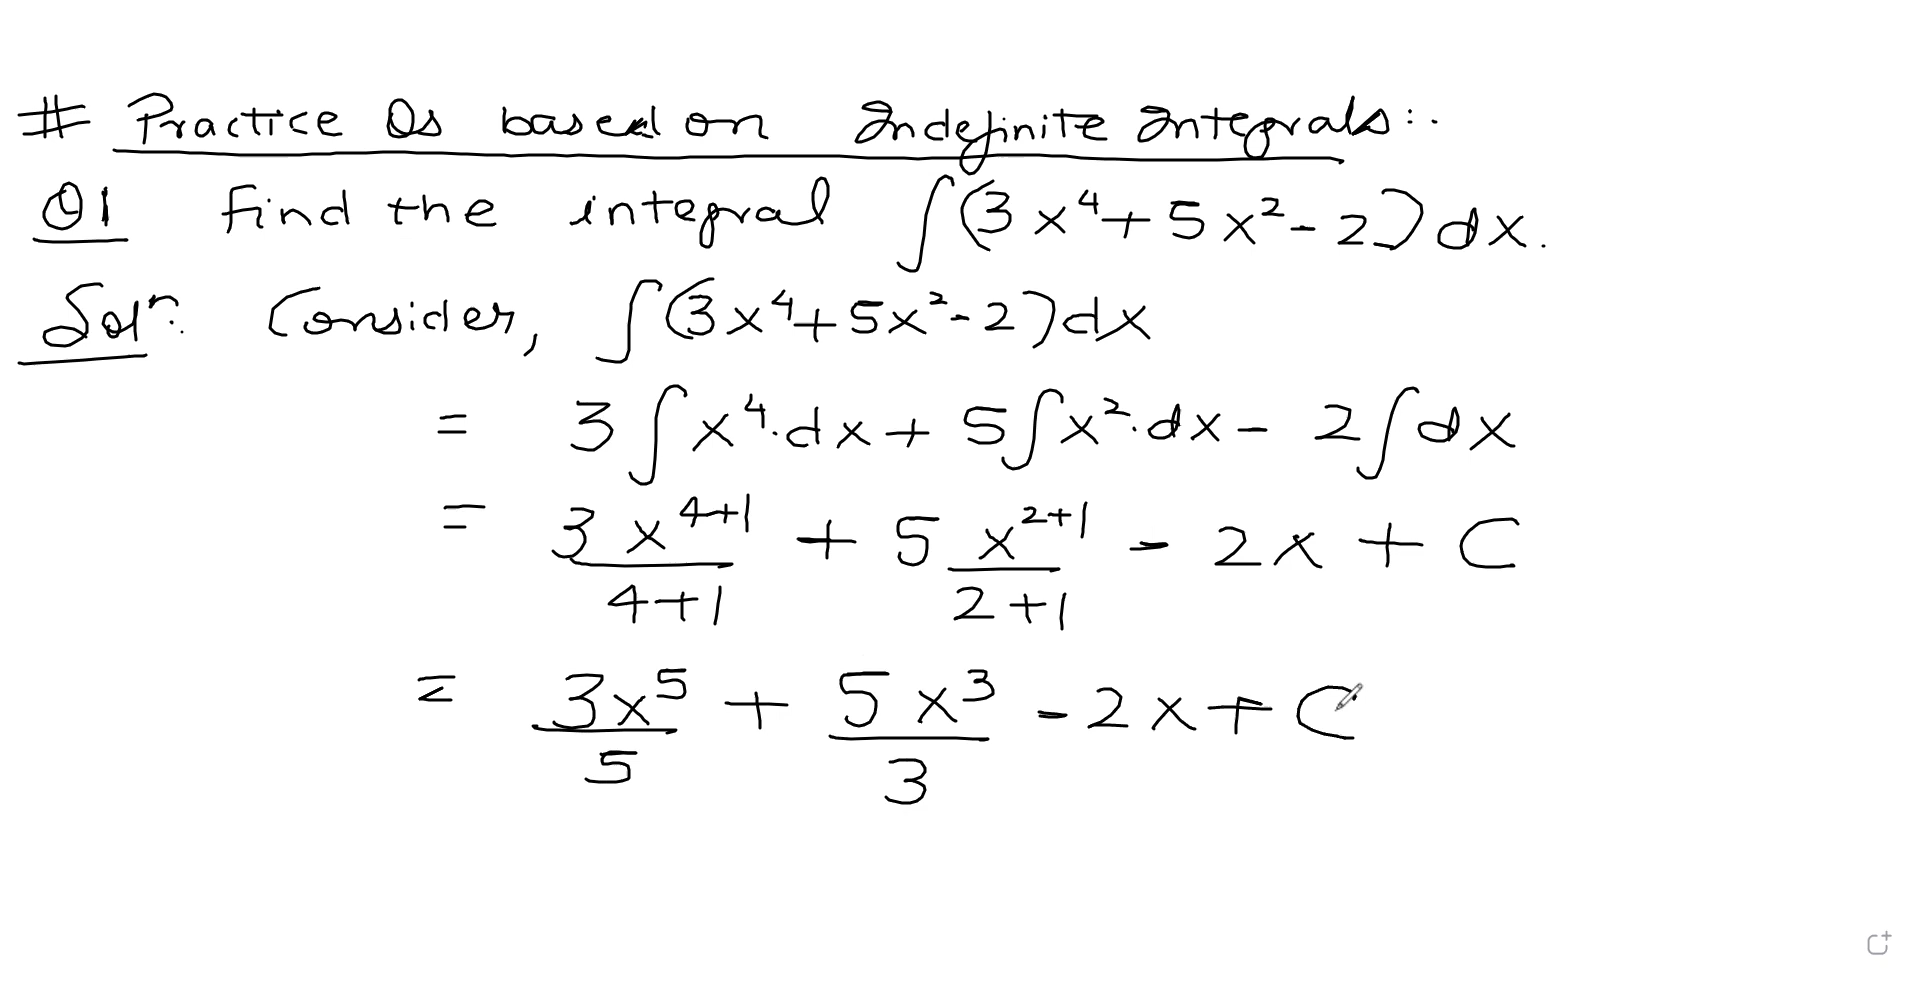 # Practice Qs based on Indefinite Integrals:.
Q1 Find the integral ∫(3x⁴+5x²-2)dx.
Solⁿ: Consider, ∫(3x⁴+5x²-2)dx
= 3∫x⁴.dx + 5∫x².dx - 2∫dx
= 3x⁴⁺¹/4+1 + 5 x²⁺¹/2+1 - 2x + C
= 3x⁵/5 + 5x³/3 - 2x + C